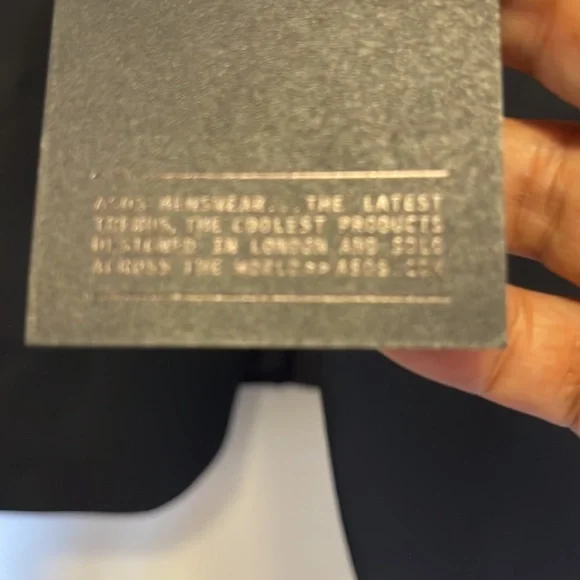 ASOS MENSWEAR... THE LATEST
TRENDS, THE COOLEST PRODUCTS
DESIGNED IN LONDON AND SOLD
ACROSS THE WORLD >> ASOS.COM